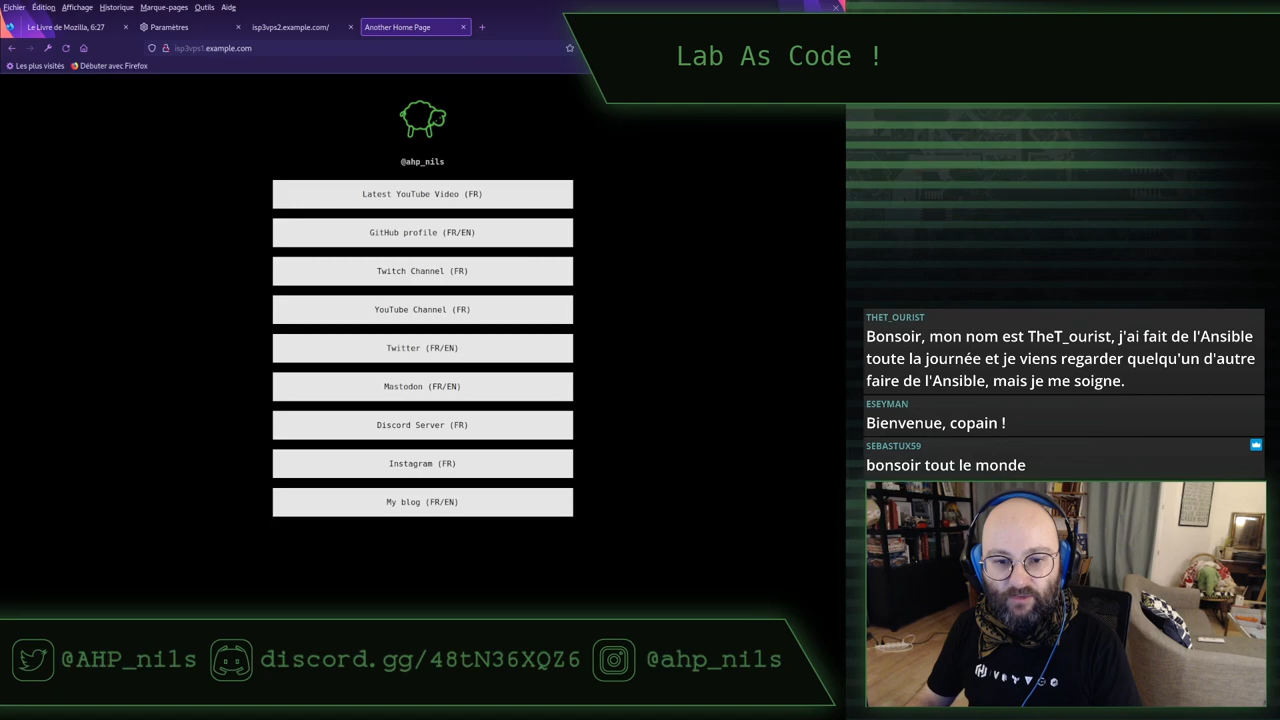 Fichier Édition Affichage Historique Marque-pages Outils Aide
Le Livre de Mozilla, 6:27
Paramètres
isp3vps2.example.com/
Another Home Page
isp3vps1.example.com
Les plus visités
Débuter avec Firefox
Lab As Code !
@ahp_nils
Latest YouTube Video (FR)
GitHub profile (FR/EN)
Twitch Channel (FR)
YouTube Channel (FR)
Twitter (FR/EN)
Mastodon (FR/EN)
Discord Server (FR)
Instagram (FR)
My blog (FR/EN)
THET_OURIST
Bonsoir, mon nom est TheT_ourist, j'ai fait de l'Ansible
toute la journée et je viens regarder quelqu'un d'autre
faire de l'Ansible, mais je me soigne.
ESEYMAN
Bienvenue, copain !
SEBASTUX59
bonsoir tout le monde
@AHP_nils
discord.gg/48tN36XQZ6
@ahp_nils